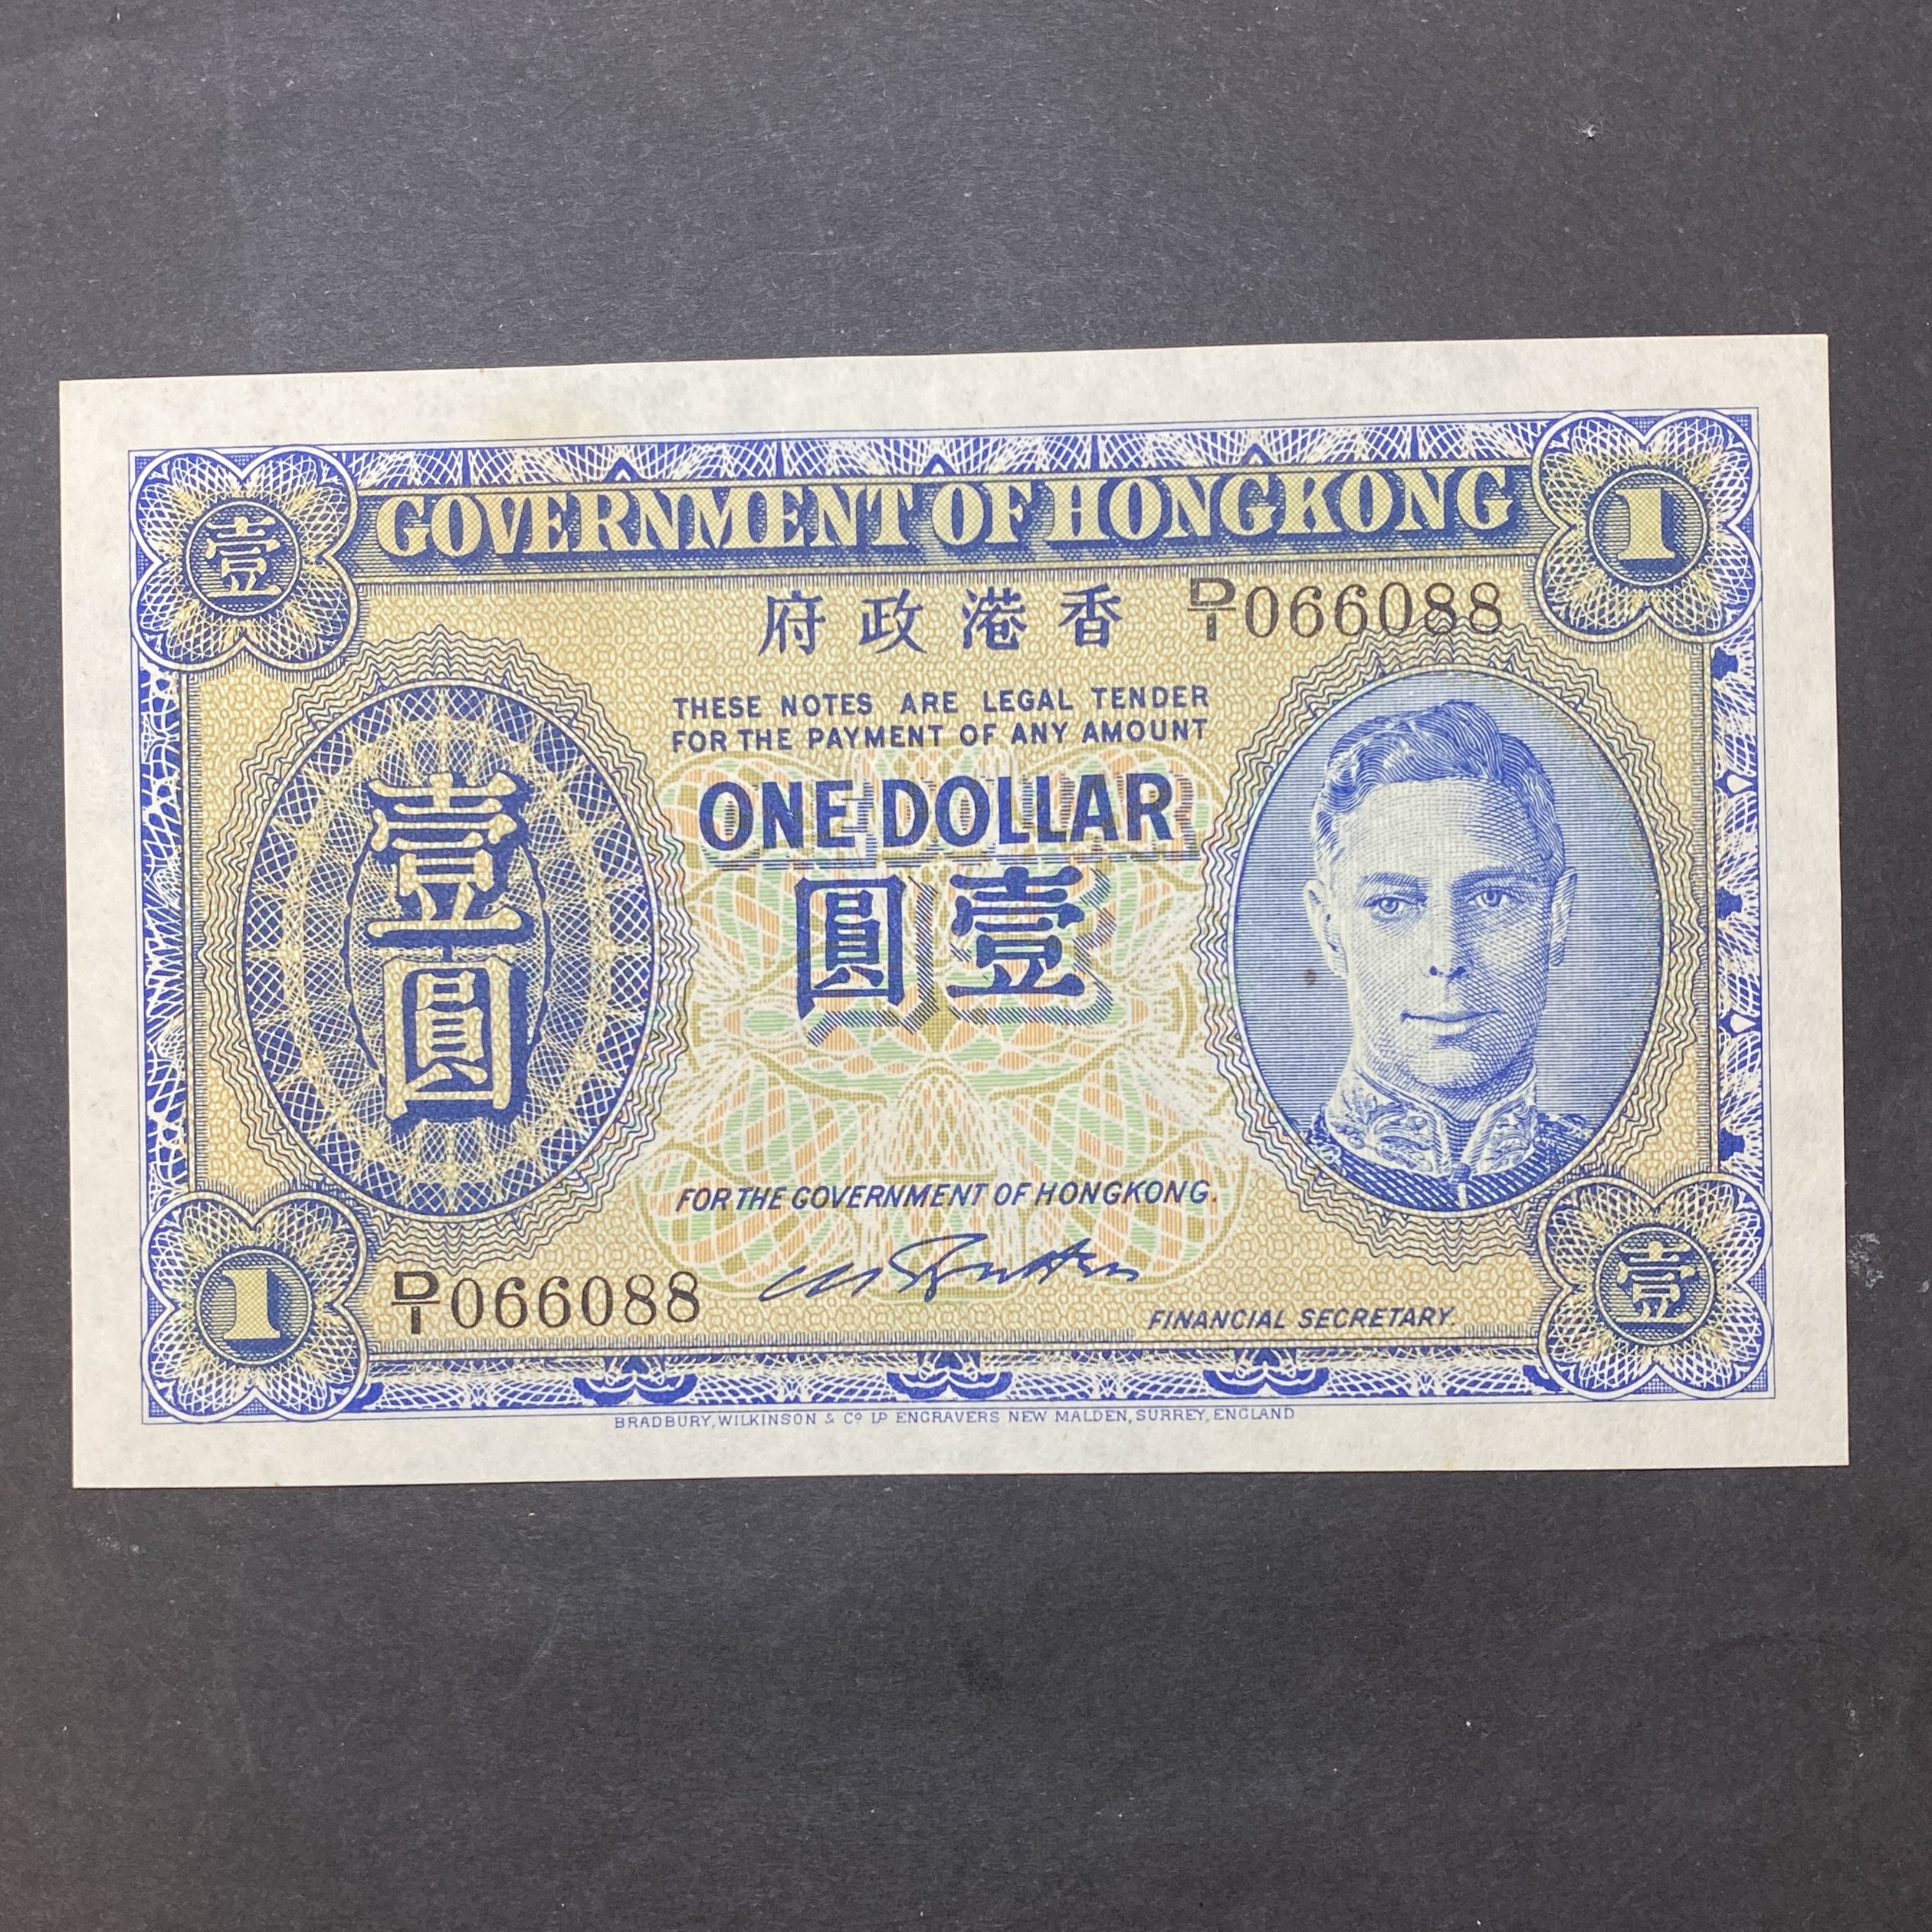 壹
GOVERNMENT OF HONGKONG
1
府政港香
D/1 066088
THESE NOTES ARE LEGAL TENDER
FOR THE PAYMENT OF ANY AMOUNT
ONE DOLLAR
圓壹
壹
圓
FOR THE GOVERNMENT OF HONGKONG.
D/1 066088
FINANCIAL SECRETARY.
1
壹
BRADBURY, WILKINSON & Co Ld ENGRAVERS NEW MALDEN, SURREY, ENGLAND